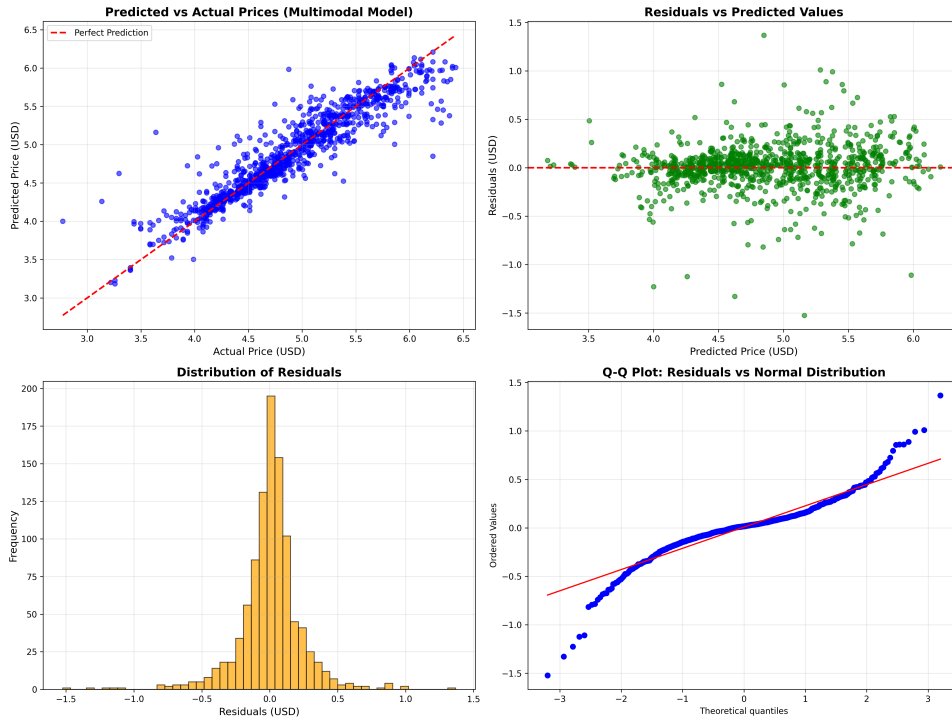 Predicted vs Actual Prices (Multimodal Model)
Perfect Prediction
Predicted Price (USD)
6.5
6.0
5.5
5.0
4.5
4.0
3.5
3.0
3.0 3.5 4.0 4.5 5.0 5.5 6.0 6.5
Actual Price (USD)
Residuals vs Predicted Values
Residuals (USD)
1.5
1.0
0.5
0.0
−0.5
−1.0
−1.5
3.5 4.0 4.5 5.0 5.5 6.0
Predicted Price (USD)
Distribution of Residuals
Frequency
200
175
150
125
100
75
50
25
0
−1.5 −1.0 −0.5 0.0 0.5 1.0 1.5
Residuals (USD)
Q-Q Plot: Residuals vs Normal Distribution
Ordered Values
1.5
1.0
0.5
0.0
−0.5
−1.0
−1.5
−3 −2 −1 0 1 2 3
Theoretical quantiles